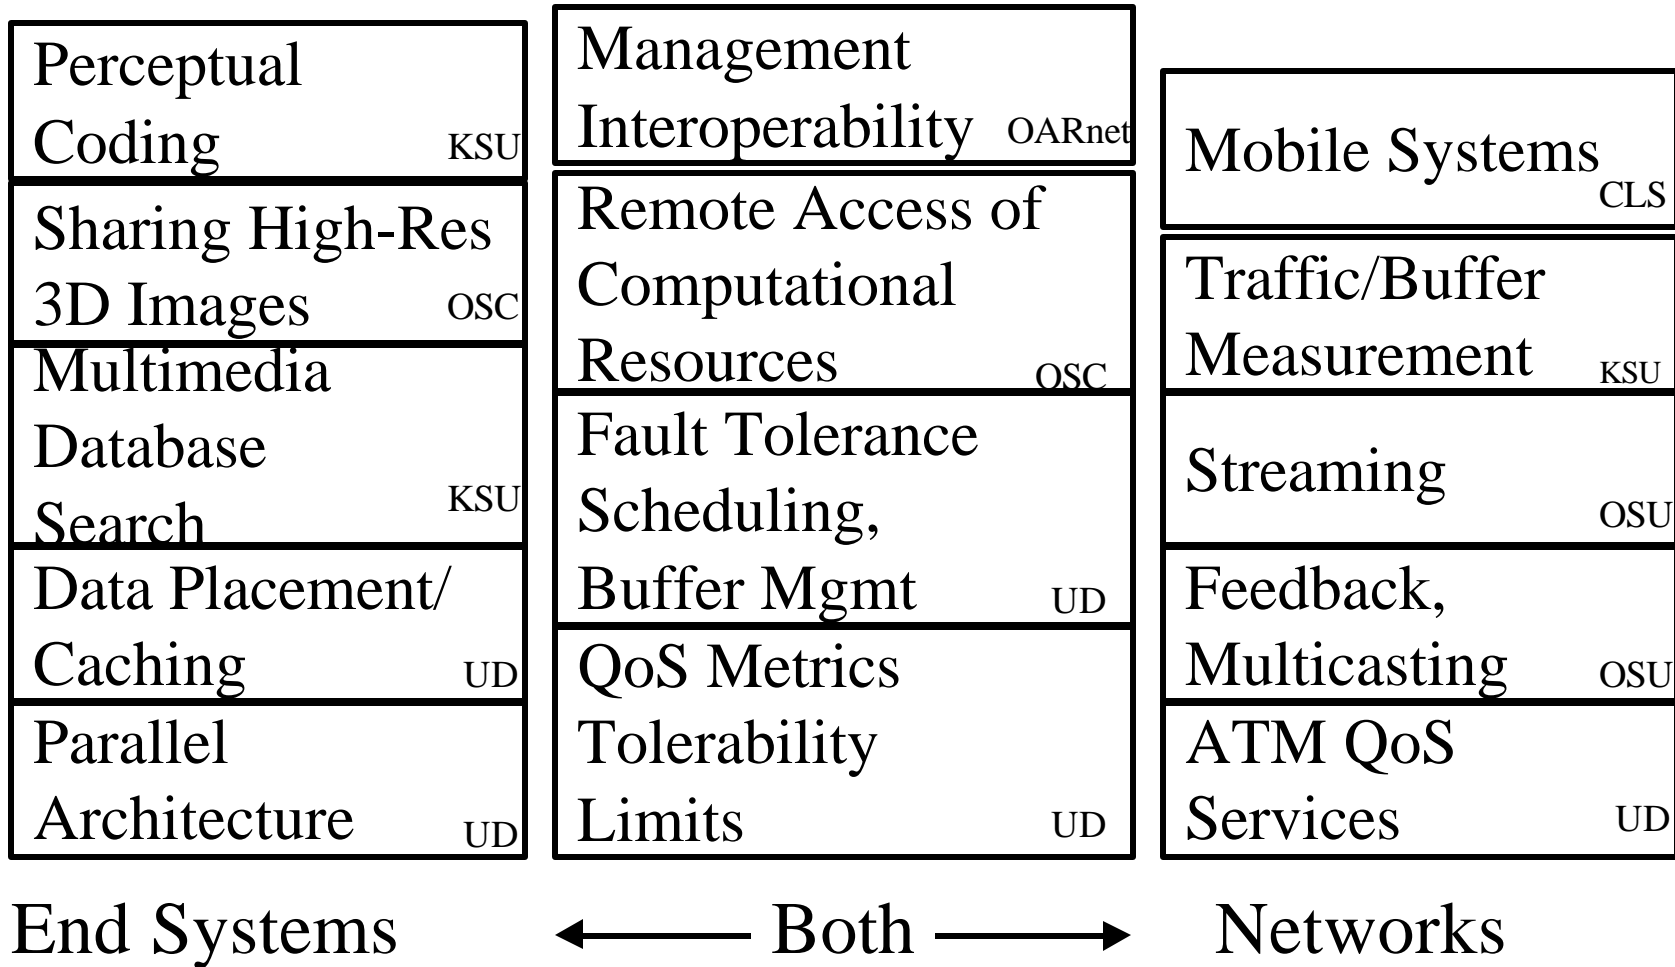 Perceptual
Coding KSU
Sharing High-Res
3D Images OSC
Multimedia
Database
Search KSU
Data Placement/
Caching UD
Parallel
Architecture UD
Management
Interoperability OARnet
Remote Access of
Computational
Resources OSC
Fault Tolerance
Scheduling,
Buffer Mgmt UD
QoS Metrics
Tolerability
Limits UD
Mobile Systems
CLS
Traffic/Buffer
Measurement KSU
Streaming
OSU
Feedback,
Multicasting OSU
ATM QoS
Services UD
End Systems Both Networks